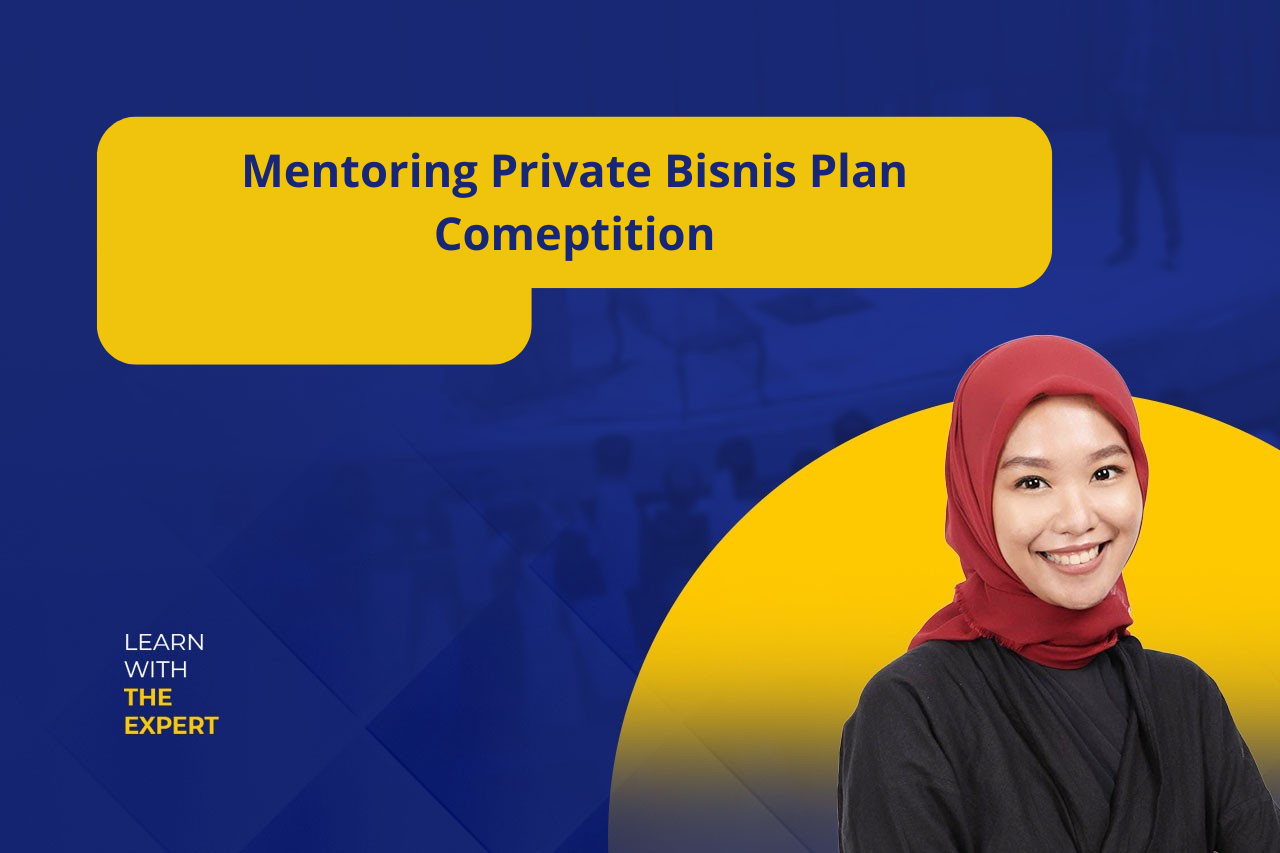 Mentoring Private Bisnis Plan
Comeptition
LEARN
WITH
THE
EXPERT